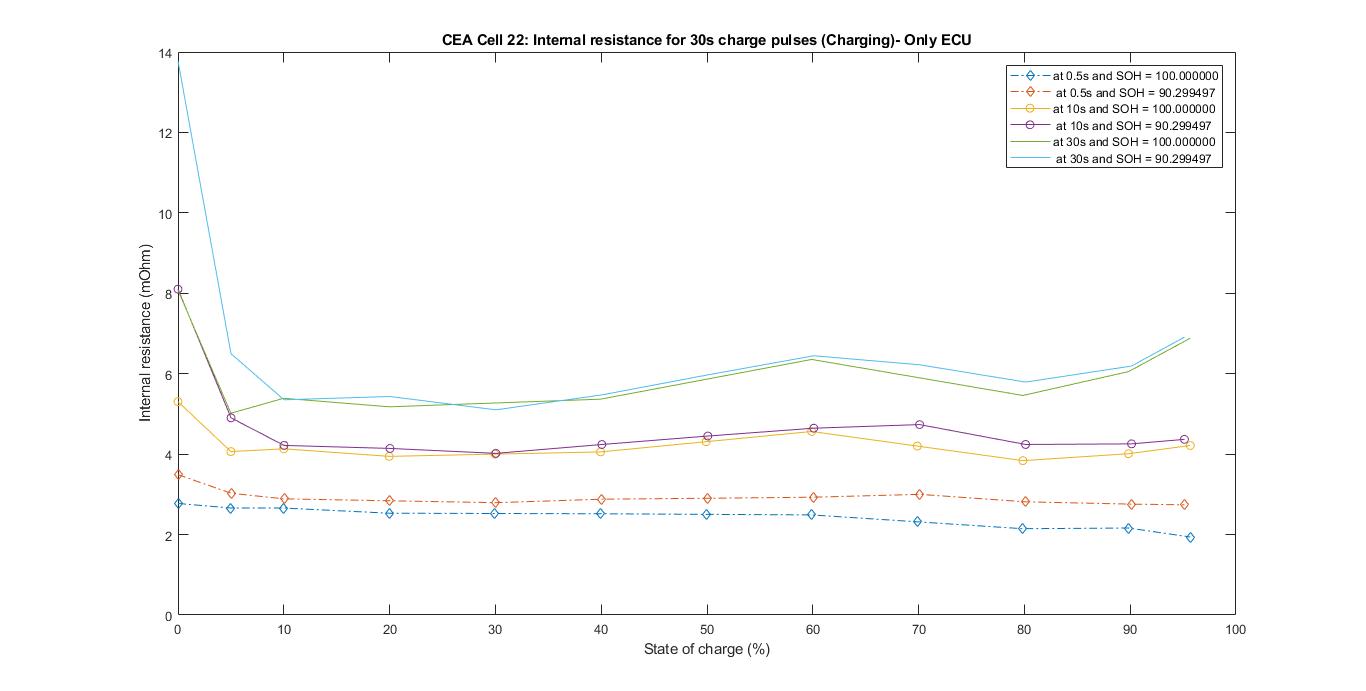 CEA Cell 22: Internal resistance for 30s charge pulses (Charging)- Only ECU
14
12
10
8
6
4
2
0
Internal resistance (mOhm)
at 0.5s and SOH = 100.000000
at 0.5s and SOH = 90.299497
at 10s and SOH = 100.000000
at 10s and SOH = 90.299497
at 30s and SOH = 100.000000
at 30s and SOH = 90.299497
0 10 20 30 40 50 60 70 80 90 100
State of charge (%)